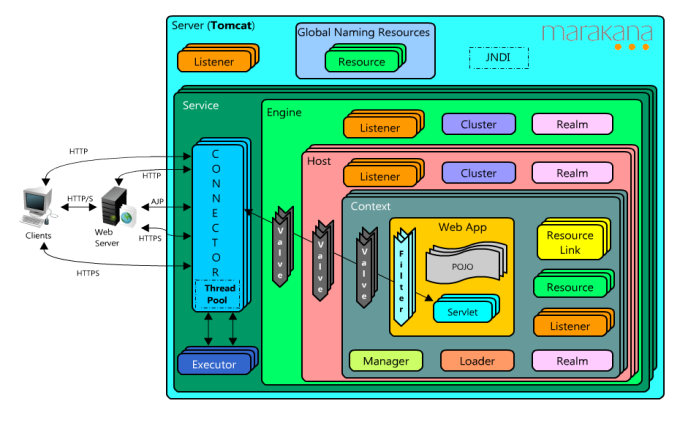 Server (Tomcat)
Global Naming Resources
marakana
Listener
Resource
JNDI
Service
Engine
Listener
Cluster
Realm
HTTP
HTTP
HTTP/S
AJP
HTTPS
HTTPS
Clients
Web
Server
CONNECTOR
Thread
Pool
Executor
Host
Listener
Cluster
Realm
Context
Valve
Valve
Valve
Filter
Web App
POJO
Servlet
Resource
Link
Resource
Listener
Manager
Loader
Realm